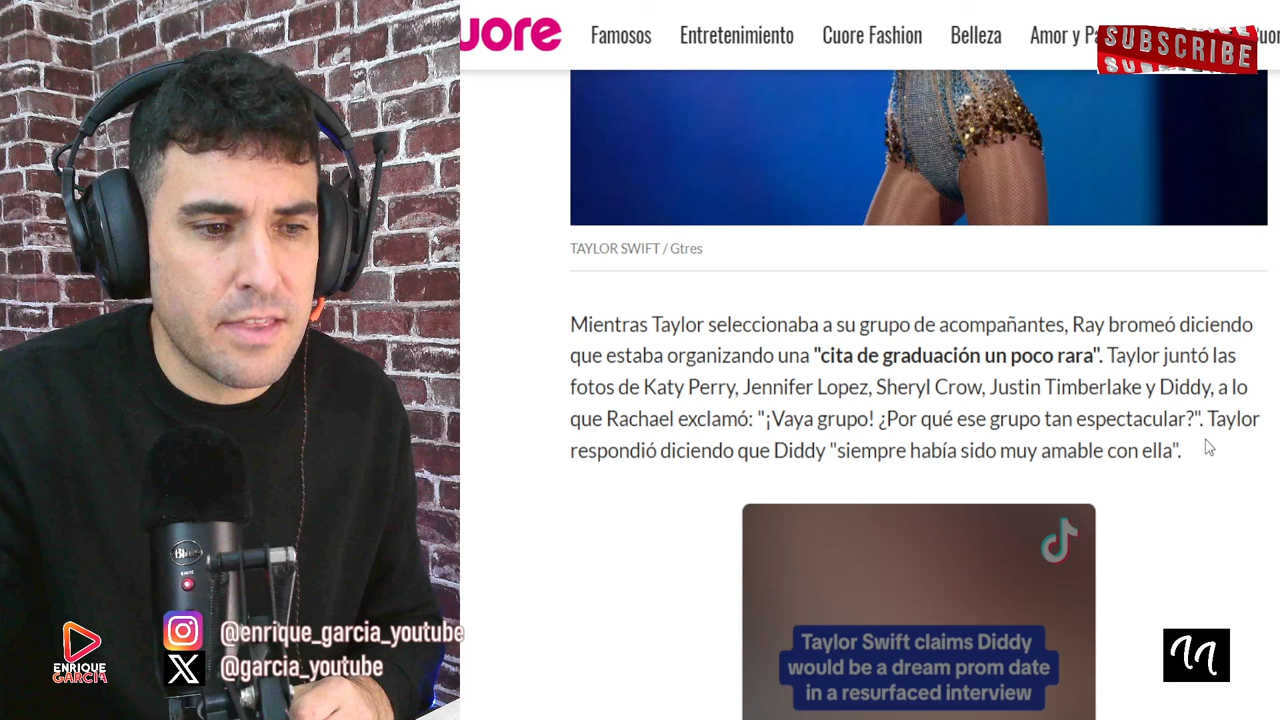 uore
Famosos
Entretenimiento
Cuore Fashion
Belleza
Amor y Pa
SUBSCRIBE
TAYLOR SWIFT / Gtres
Mientras Taylor seleccionaba a su grupo de acompañantes, Ray bromeó diciendo
que estaba organizando una "cita de graduación un poco rara". Taylor juntó las
fotos de Katy Perry, Jennifer Lopez, Sheryl Crow, Justin Timberlake y Diddy, a lo
que Rachael exclamó: "¡Vaya grupo! ¿Por qué ese grupo tan espectacular?". Taylor
respondió diciendo que Diddy "siempre había sido muy amable con ella".
Taylor Swift claims Diddy
would be a dream prom date
in a resurfaced interview
Blue
MUTE
ENRIQUE
GARCIA
@enrique_garcia_youtube
@garcia_youtube